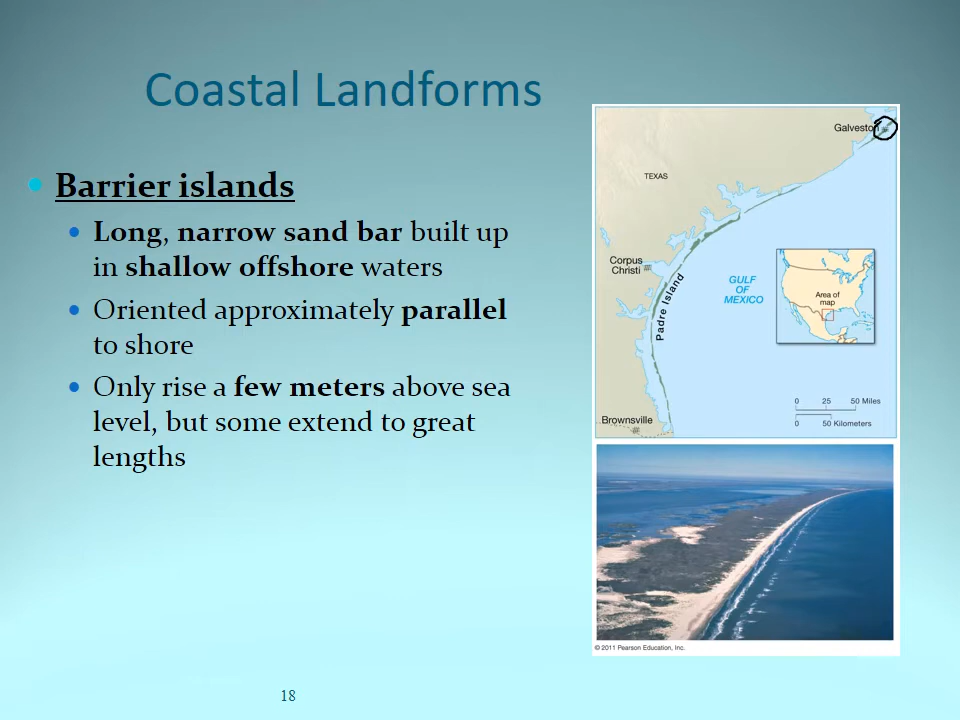 Coastal Landforms
Barrier islands
Long, narrow sand bar built up
in shallow offshore waters
Oriented approximately parallel
to shore
Only rise a few meters above sea
level, but some extend to great
lengths
Galveston
TEXAS
Corpus
Christi
Padre Island
GULF
OF
MEXICO
Area of
map
0 25 50 Miles
0 50 Kilometers
Brownsville
© 2011 Pearson Education, Inc.
18